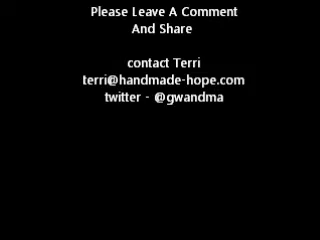 Please Leave A Comment
And Share
contact Terri
terri@handmade-hope.com
twitter - @gwandma